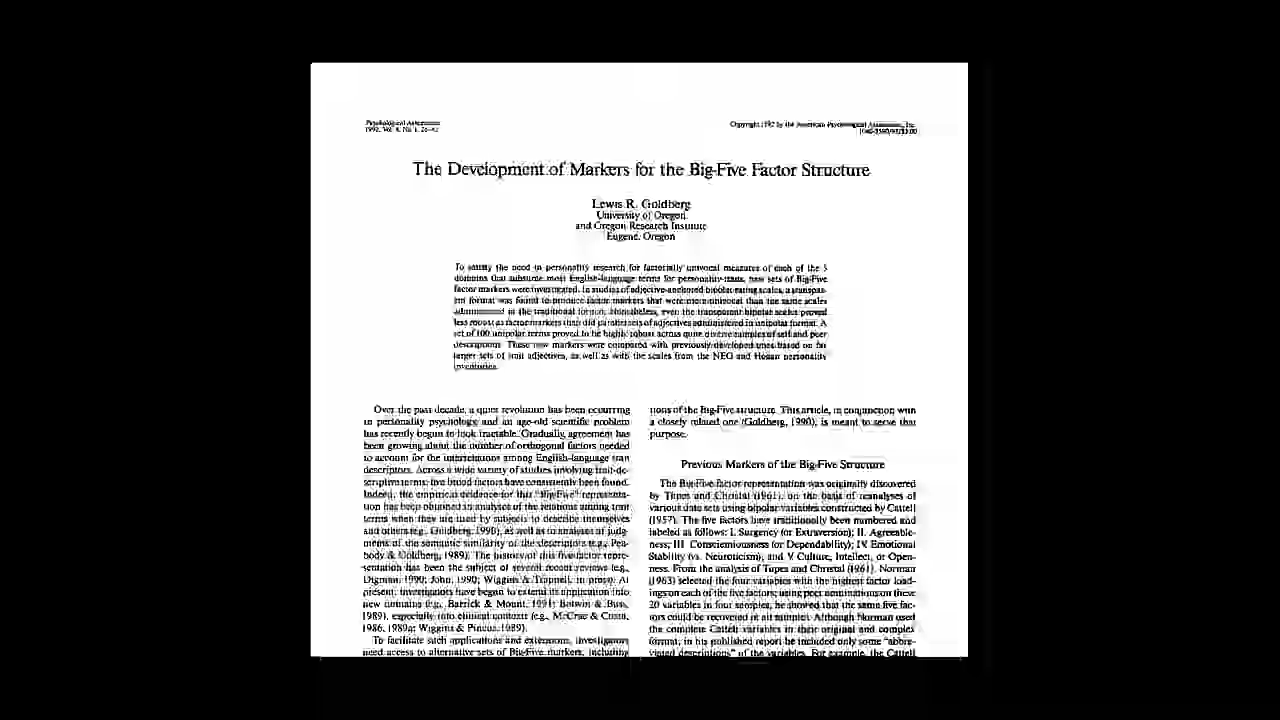 Psychological Assessment
1992, Vol. 4, No. 1, 26-42
Copyright 1992 by the American Psychological Association, Inc.
The Development of Markers for the Big-Five Factor Structure
Lewis R. Goldberg
University of Oregon
and Oregon Research Institute
Eugene, Oregon
To satisfy the need in personality research for factorially univocal measures of each of the 5
domains that subsume most English-language terms for personality-traits, new sets of Big-Five
factor markers were investigated. In studies of adjective-anchored bipolar rating scales, a transpar-
ent format was found to produce factor markers that were more univocal than the same scales
administered in the traditional format. Nonetheless, even the transparent bipolar scales proved
less robust as factor markers than did parallel sets of adjectives administered in unipolar format. A
set of 100 unipolar terms proved to be highly robust across quite diverse samples of self and peer
descriptions. These new markers were compared with previously developed ones based on far
larger sets of trait adjectives, as well as with the scales from the NEO and Hogan personality
inventories.
Over the past decade, a quiet revolution has been occurring
in personality psychology, and an age-old scientific problem
has recently begun to look tractable. Gradually, agreement has
been growing about the number of orthogonal factors needed
to account for the interrelations among English-language trait
descriptors. Across a wide variety of studies involving trait-de-
scriptive terms, five broad factors have consistently been found.
Indeed, the empirical evidence for this "Big-Five" representa-
tion has been obtained in analyses of the relations among trait
terms when they are used by subjects to describe themselves
and others (e.g., Goldberg, 1990), as well as to analyses of judg-
ments of the semantic similarity of the descriptors (e.g., Pea-
body & Goldberg, 1989). The history of this five-factor repre-
sentation has been the subject of several recent reviews (e.g.,
Digman, 1990; John, 1990; Wiggins & Trapnell, in press). At
present, investigators have begun to extend its application into
new domains (e.g., Barrick & Mount, 1991; Botwin & Buss,
1989), especially into clinical contexts (e.g., McCrae & Costa,
1986, 1989a; Wiggins & Pincus, 1989).
To facilitate such applications and extensions, investigators
need access to alternative sets of Big-Five markers, including
tions of the Big-Five structure. This article, in conjunction with
a closely related one (Goldberg, 1990), is meant to serve that
purpose.
Previous Markers of the Big-Five Structure
The Big-Five factor representation was originally discovered
by Tupes and Christal (1961), on the basis of reanalyses of
various data sets using bipolar variables constructed by Cattell
(1957). The five factors have traditionally been numbered and
labeled as follows: I. Surgency (or Extraversion); II. Agreeable-
ness; III. Conscientiousness (or Dependability); IV. Emotional
Stability (vs. Neuroticism); and V. Culture, Intellect, or Open-
ness. From the analysis of Tupes and Christal (1961), Norman
(1963) selected the four variables with the highest factor load-
ings on each of the five factors; using peer nominations on these
20 variables in four samples, he showed that the same five fac-
tors could be recovered in all samples. Although Norman used
the complete Cattell variables in their original and complex
format, in his published report he included only some "abbre-
viated descriptions" of the variables. For example, the Cattell